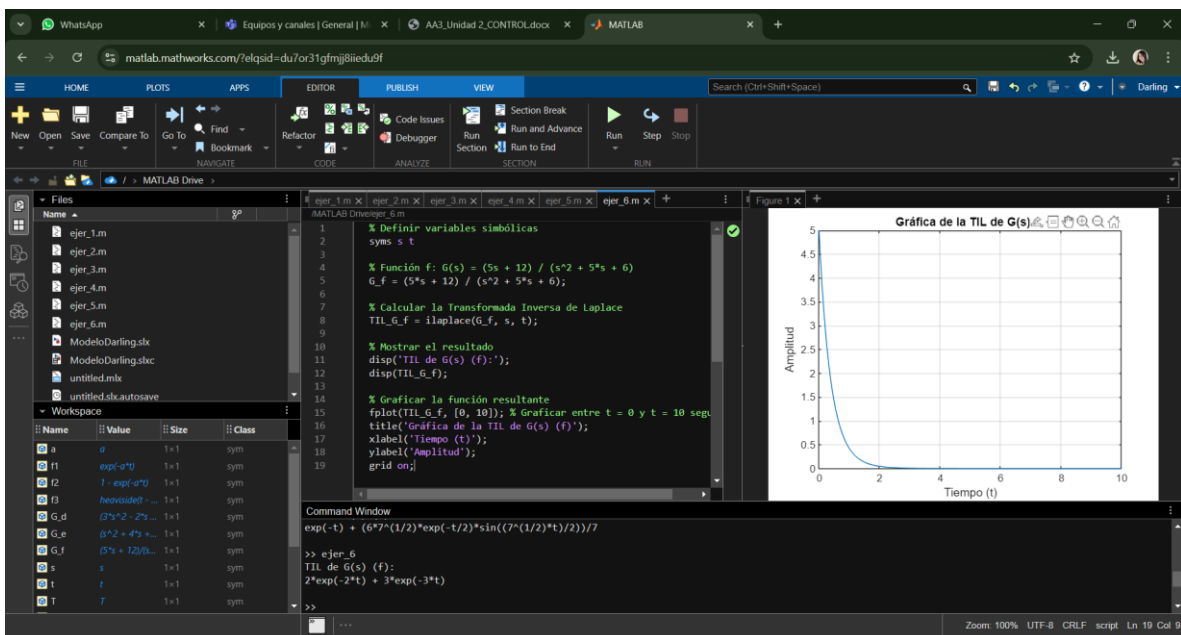 WhatsApp
Equipos y canales | General | Mi
AA3_Unidad 2_CONTROL.docx
MATLAB
matlab.mathworks.com/?elqsid=du7or31gfmjj8iiedu9f
HOME PLOTS APPS EDITOR PUBLISH VIEW
Search (Ctrl+Shift+Space)
Darling
New Open Save Compare To Go To Find Bookmark
Refactor
Code Issues
Debugger
Run Section
Section Break
Run and Advance
Run to End
Run Step Stop
FILE NAVIGATE CODE ANALYZE SECTION RUN
/ > MATLAB Drive >
Files
Name
ejer_1.m
ejer_2.m
ejer_3.m
ejer_4.m
ejer_5.m
ejer_6.m
ModeloDarling.slx
ModeloDarling.slxc
untitled.mlx
untitled.slx.autosave
Workspace
Name Value Size Class
a a 1×1 sym
f1 exp(-a*t) 1×1 sym
f2 1 - exp(-a*t) 1×1 sym
f3 heaviside(t - ... 1×1 sym
G_d (3*s^2 - 2*s ... 1×1 sym
G_e (s^2 + 4*s +... 1×1 sym
G_f (5*s + 12)/(s... 1×1 sym
s s 1×1 sym
t t 1×1 sym
T T 1×1 sym
ejer_1.m ejer_2.m ejer_3.m ejer_4.m ejer_5.m ejer_6.m
/MATLAB Drive/ejer_6.m
1 % Definir variables simbólicas
2 syms s t
3
4 % Función f: G(s) = (5s + 12) / (s^2 + 5*s + 6)
5 G_f = (5*s + 12) / (s^2 + 5*s + 6);
6
7 % Calcular la Transformada Inversa de Laplace
8 TIL_G_f = ilaplace(G_f, s, t);
9
10 % Mostrar el resultado
11 disp('TIL de G(s) (f):');
12 disp(TIL_G_f);
13
14 % Graficar la función resultante
15 fplot(TIL_G_f, [0, 10]); % Graficar entre t = 0 y t = 10 segu
16 title('Gráfica de la TIL de G(s) (f)');
17 xlabel('Tiempo (t)');
18 ylabel('Amplitud');
19 grid on;
Figure 1
Gráfica de la TIL de G(s)
5
4.5
4
3.5
3
2.5
2
1.5
1
0.5
0
Amplitud
0 2 4 6 8 10
Tiempo (t)
Command Window
exp(-t) + (6*7^(1/2)*exp(-t/2)*sin((7^(1/2)*t)/2))/7
>> ejer_6
TIL de G(s) (f):
2*exp(-2*t) + 3*exp(-3*t)
>>
Zoom: 100% UTF-8 CRLF script Ln 19 Col 9